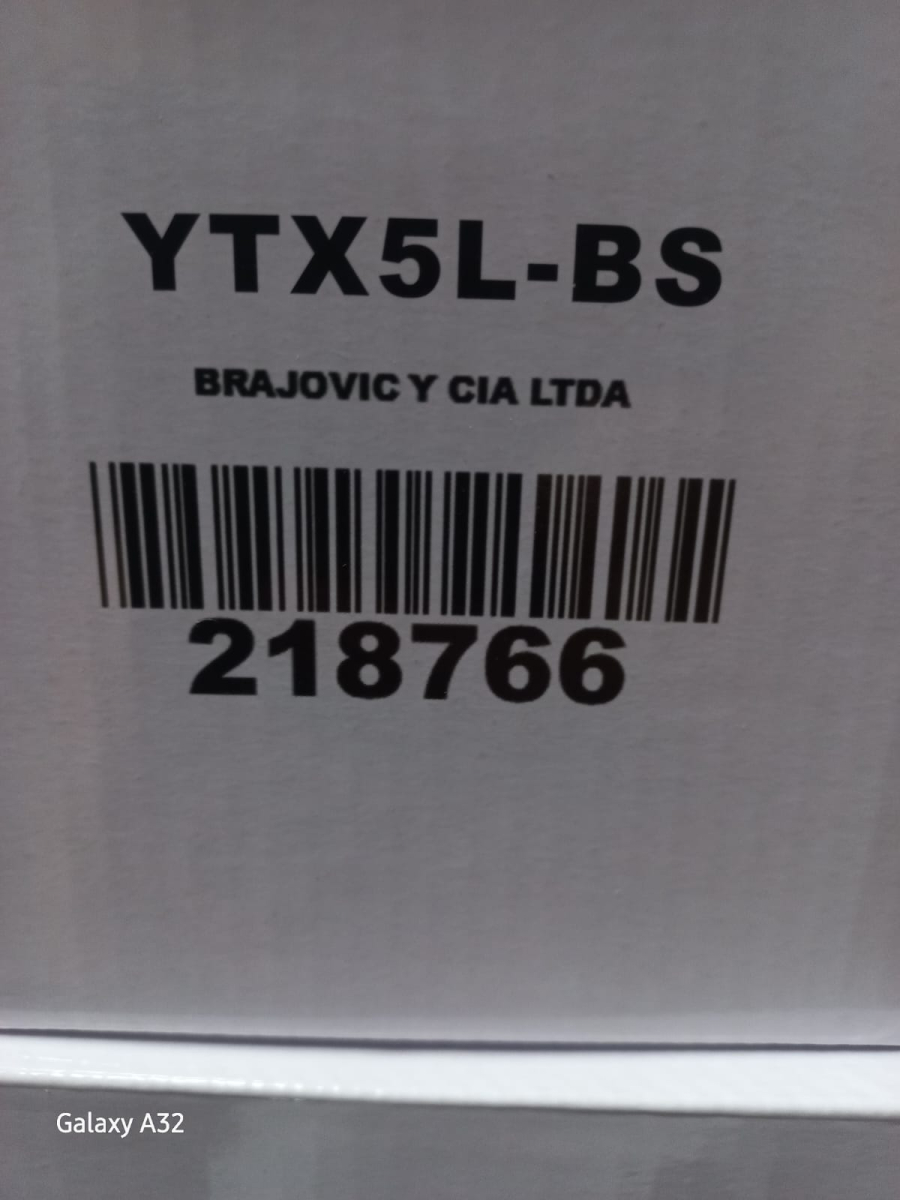 YTX5L-BS
BRAJOVIC Y CIA LTDA
218766
Galaxy A32